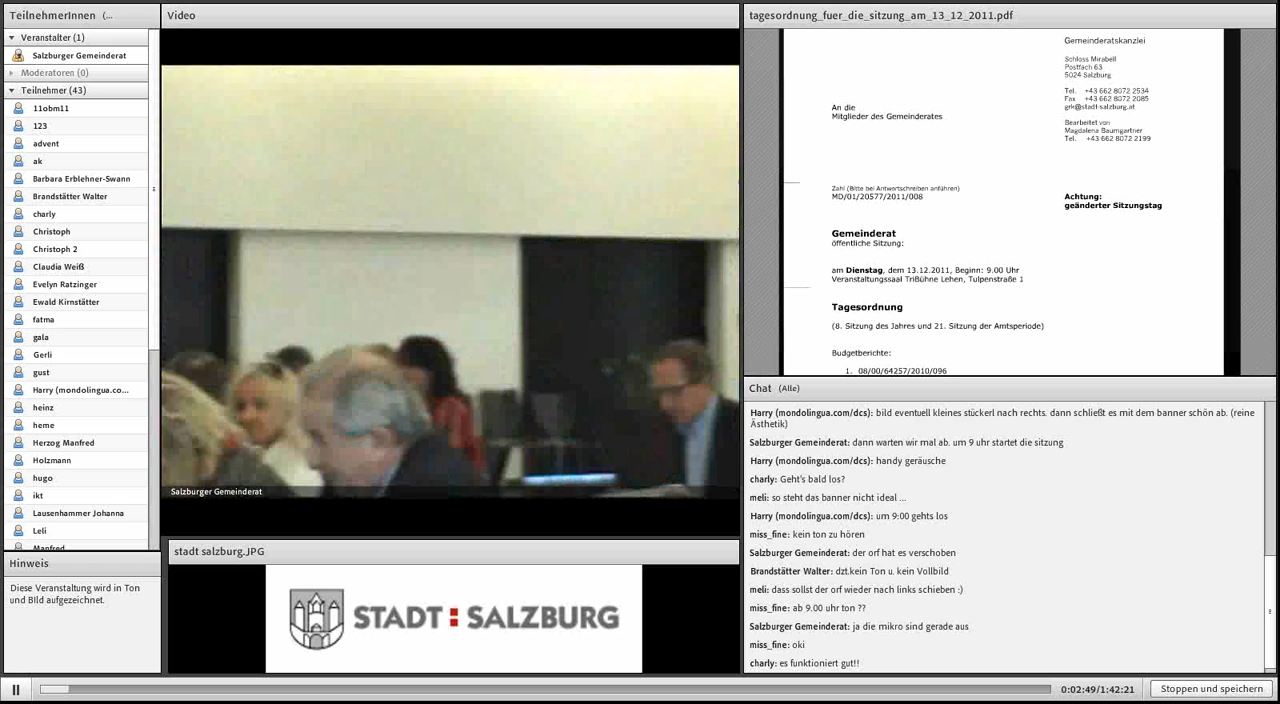 TeilnehmerInnen (...
Veranstalter (1)
Salzburger Gemeinderat
Moderatoren (0)
Teilnehmer (43)
11obm11
123
advent
ak
Barbara Erblehner-Swann
Brandstätter Walter
charly
Christoph
Christoph 2
Claudia Weiß
Evelyn Ratzinger
Ewald Kirnstätter
fatma
gala
Gerli
gust
Harry (mondolingua.co...
heinz
heme
Herzog Manfred
Holzmann
hugo
ikt
Lausenhammer Johanna
Leli
Manfred
Hinweis
Diese Veranstaltung wird in Ton
und BIld aufgezeichnet.
Video
Salzburger Gemeinderat
stadt salzburg.JPG
STADT:SALZBURG
tagesordnung_fuer_die_sitzung_am_13_12_2011.pdf
Gemeinderatskanzlei
Schloss Mirabell
Postfach 63
5024 Salzburg
Tel. +43 662 8072 2534
Fax +43 662 8072 2085
grk@stadt-salzburg.at
Bearbeitet von
Magdalena Baumgartner
Tel. +43 662 8072 2199
An die
Mitglieder des Gemeinderates
Zahl (Bitte bei Antwortschreiben anführen)
MD/01/20577/2011/008
Achtung:
geänderter Sitzungstag
Gemeinderat
öffentliche Sitzung:
am Dienstag, dem 13.12.2011, Beginn: 9.00 Uhr
Veranstaltungssaal TriBühne Lehen, Tulpenstraße 1
Tagesordnung
(8. Sitzung des Jahres und 21. Sitzung der Amtsperiode)
Budgetberichte:
1. 08/00/64257/2010/096
Chat (Alle)
Harry (mondolingua.com/dcs): bild eventuell kleines stückerl nach rechts. dann schließt es mit dem banner schön ab. (reine
Ästhetik)
Salzburger Gemeinderat: dann warten wir mal ab. um 9 uhr startet die sitzung
Harry (mondolingua.com/dcs): handy geräusche
charly: Geht's bald los?
meli: so steht das banner nicht ideal ...
Harry (mondolingua.com/dcs): um 9:00 gehts los
miss_fine: kein ton zu hören
Salzburger Gemeinderat: der orf hat es verschoben
Brandstätter Walter: dzt.kein Ton u. kein Vollbild
meli: dass sollst der orf wieder nach links schieben :)
miss_fine: ab 9.00 uhr ton ??
Salzburger Gemeinderat: ja die mikro sind gerade aus
miss_fine: oki
charly: es funktioniert gut!!
0:02:49/1:42:21
Stoppen und speichern